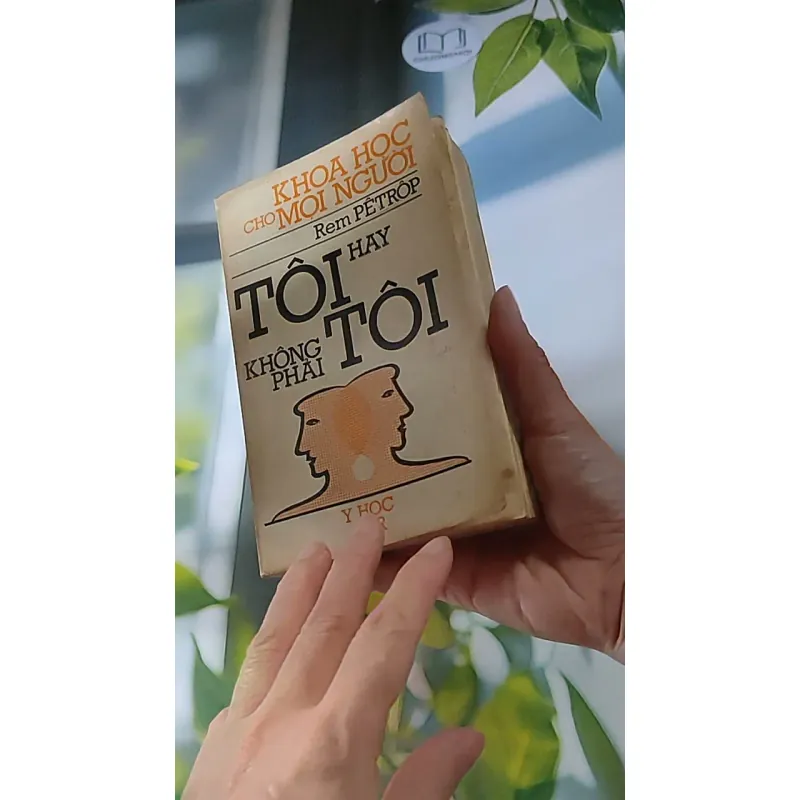 KHOA HỌC
CHO MỌI NGƯỜI
Rem PÊTRÔP
TÔI HAY
KHÔNG PHẢI TÔI
Y HỌC